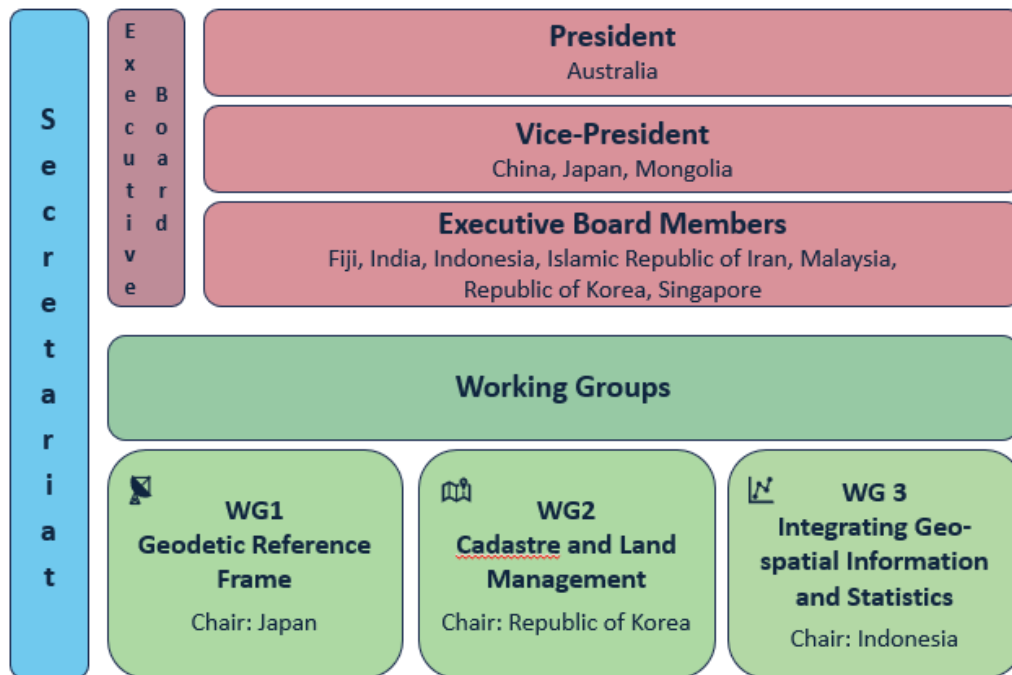 Secretariat
Executive
Board
President
Australia
Vice-President
China, Japan, Mongolia
Executive Board Members
Fiji, India, Indonesia, Islamic Republic of Iran, Malaysia,
Republic of Korea, Singapore
Working Groups
WG1
Geodetic Reference
Frame
Chair: Japan
WG2
Cadastre and Land
Management
Chair: Republic of Korea
WG 3
Integrating Geo-
spatial Information
and Statistics
Chair: Indonesia